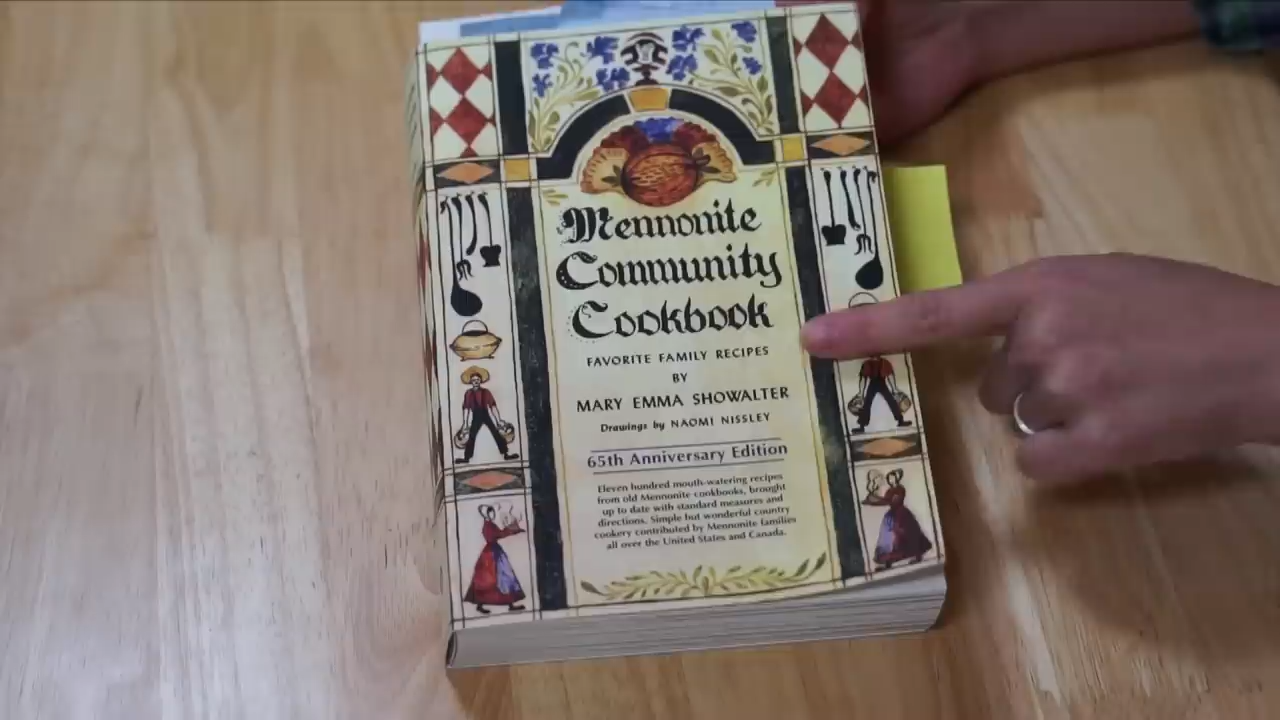 Mennonite
Community
Cookbook
FAVORITE FAMILY RECIPES
BY
MARY EMMA SHOWALTER
Drawings by NAOMI NISSLEY
65th Anniversary Edition
Eleven hundred mouth-watering recipes
from old Mennonite cookbooks, brought
up to date with standard measures and
directions. Simple but wonderful country
cookery contributed by Mennonite families
all over the United States and Canada.